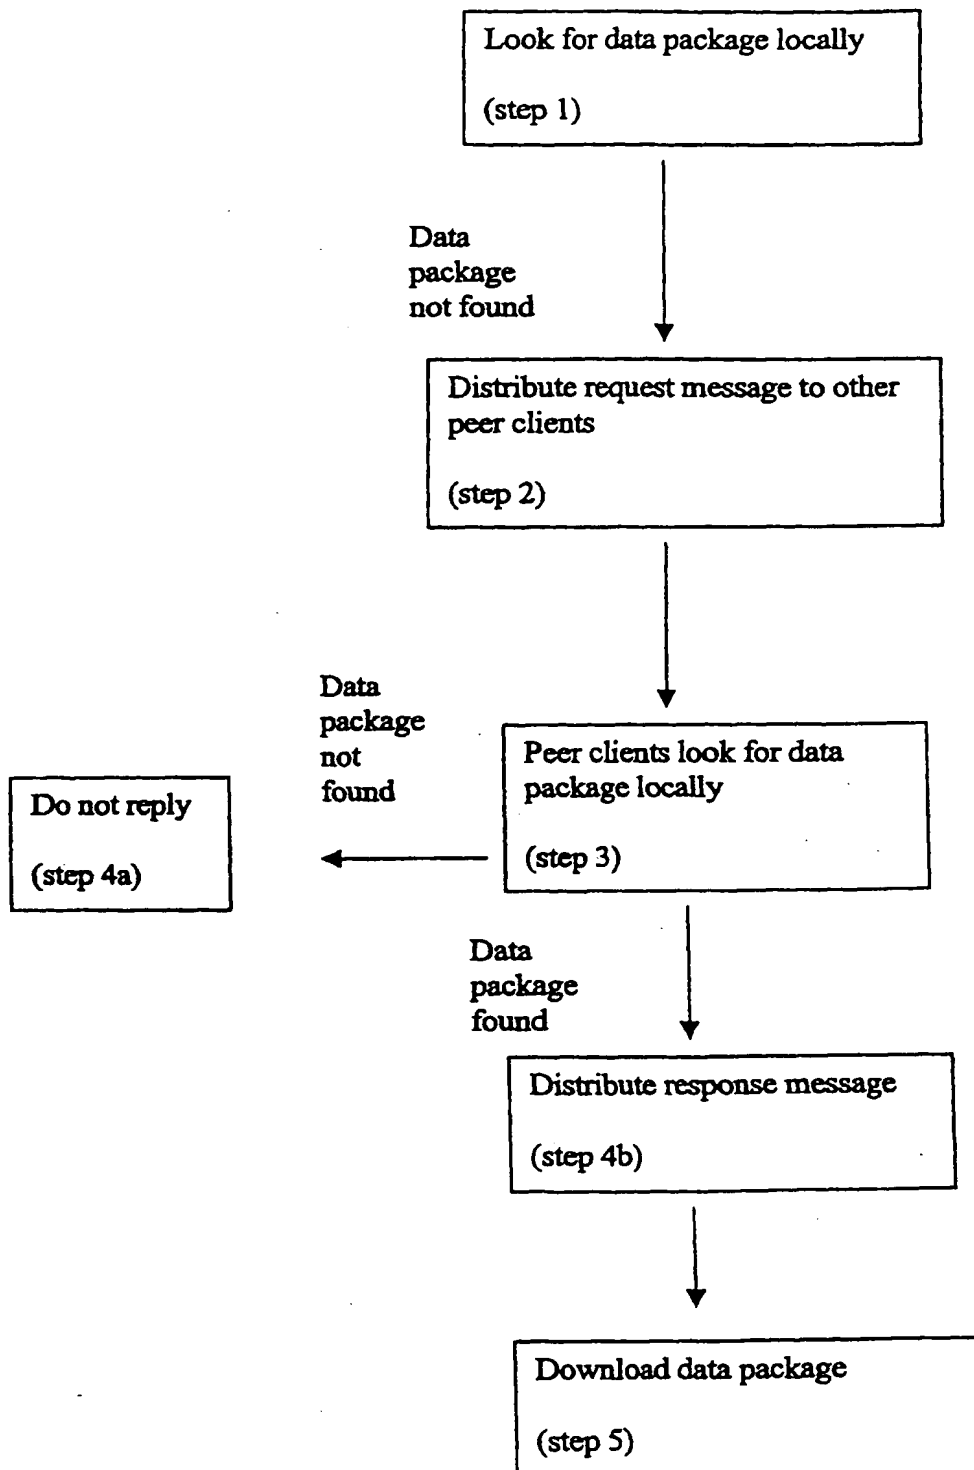 Look for data package locally
(step 1)
Data
package
not found
Distribute request message to other
peer clients
(step 2)
Data
package
not
found
Peer clients look for data
package locally
(step 3)
Do not reply
(step 4a)
Data
package
found
Distribute response message
(step 4b)
Download data package
(step 5)